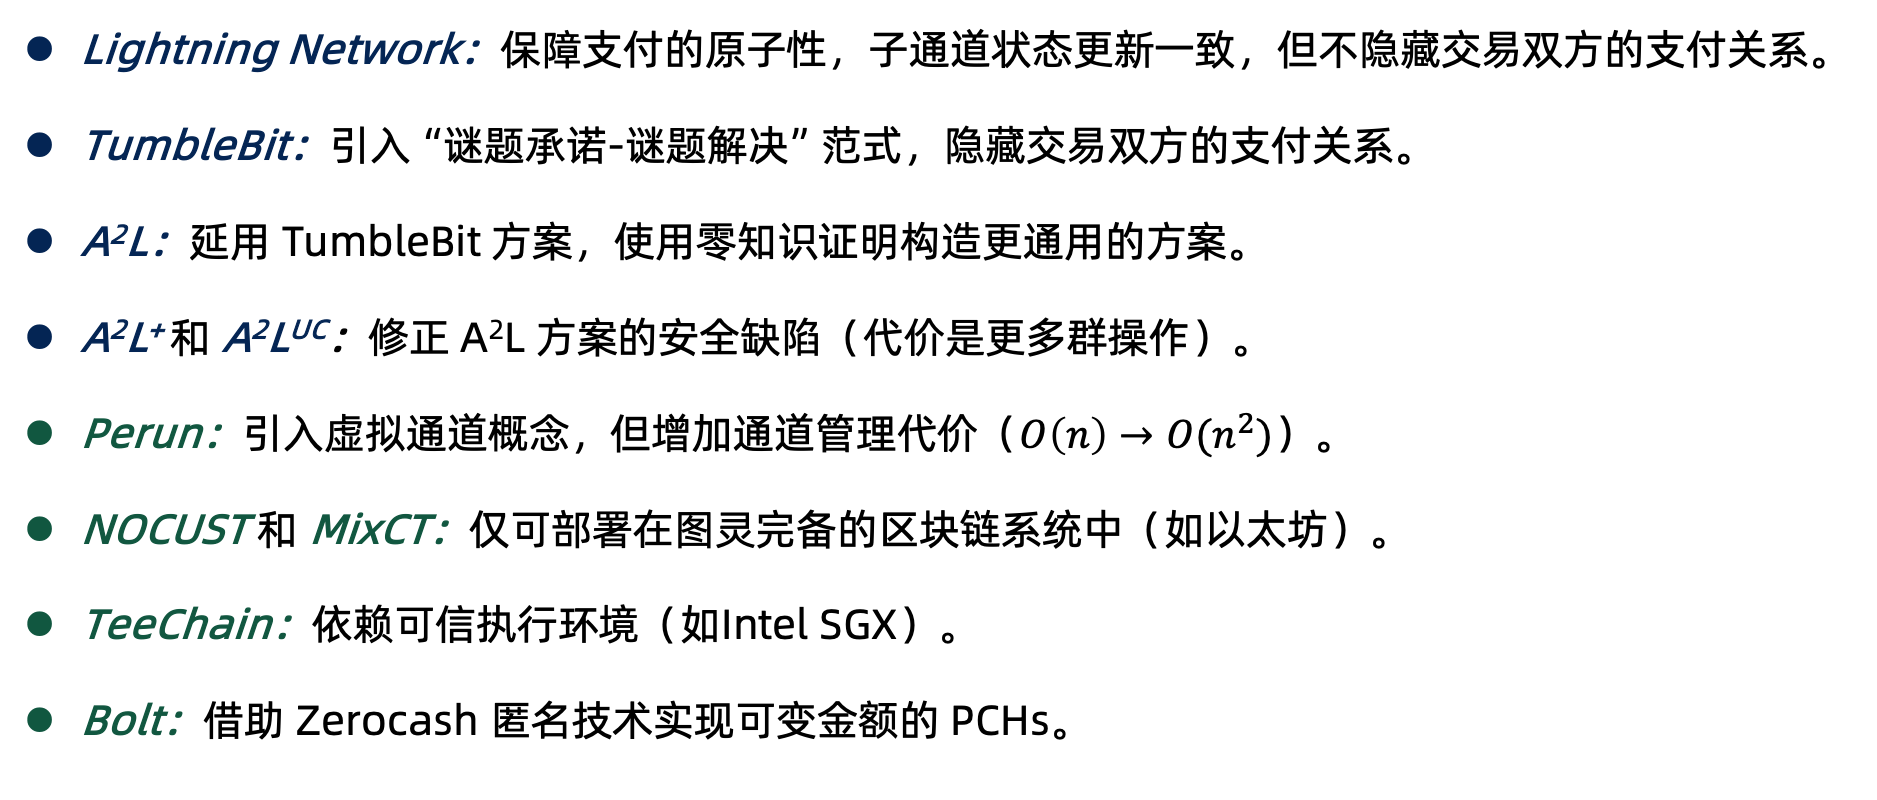 ● Lightning Network：保障支付的原子性，子通道状态更新一致，但不隐藏交易双方的支付关系。
● TumbleBit：引入 “谜题承诺-谜题解决” 范式，隐藏交易双方的支付关系。
● A²L：延用 TumbleBit 方案，使用零知识证明构造更通用的方案。
● A²L⁺ 和 A²Lᵁᶜ：修正 A²L 方案的安全缺陷（代价是更多群操作）。
● Perun：引入虚拟通道概念，但增加通道管理代价（O(n) → O(n²)）。
● NOCUST 和 MixCT：仅可部署在图灵完备的区块链系统中（如以太坊）。
● TeeChain：依赖可信执行环境（如Intel SGX）。
● Bolt：借助 Zerocash 匿名技术实现可变金额的 PCHs。